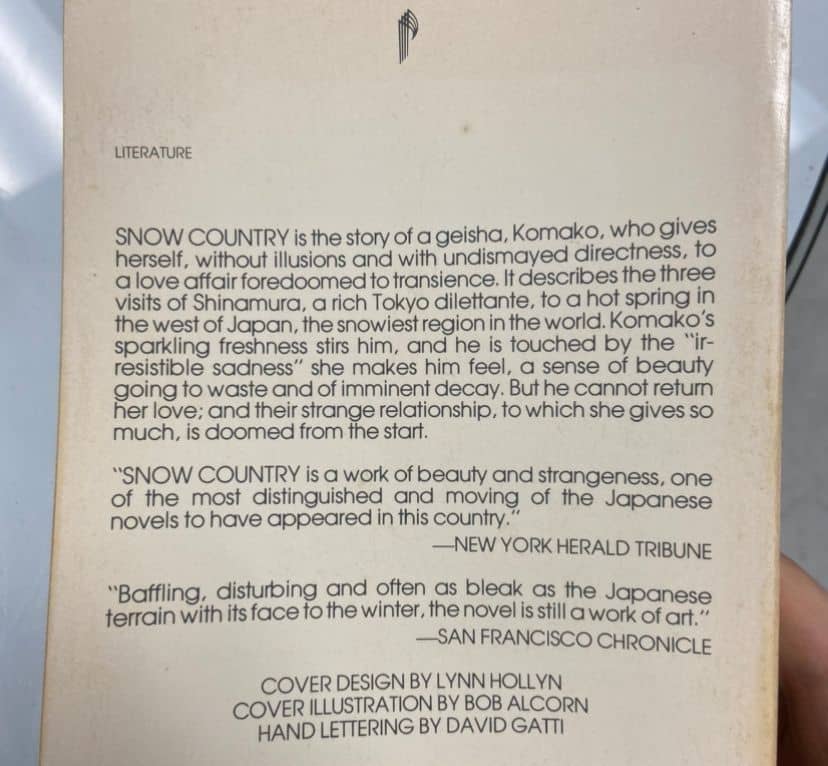 LITERATURE
SNOW COUNTRY is the story of a geisha, Komako, who gives
herself, without illusions and with undismayed directness, to
a love affair foredoomed to transience. It describes the three
visits of Shinamura, a rich Tokyo dilettante, to a hot spring in
the west of Japan, the snowiest region in the world. Komako's
sparkling freshness stirs him, and he is touched by the "ir-
resistible sadness" she makes him feel, a sense of beauty
going to waste and of imminent decay. But he cannot return
her love; and their strange relationship, to which she gives so
much, is doomed from the start.
"SNOW COUNTRY is a work of beauty and strangeness, one
of the most distinguished and moving of the Japanese
novels to have appeared in this country."
—NEW YORK HERALD TRIBUNE
"Baffling, disturbing and often as bleak as the Japanese
terrain with its face to the winter, the novel is still a work of art."
—SAN FRANCISCO CHRONICLE
COVER DESIGN BY LYNN HOLLYN
COVER ILLUSTRATION BY BOB ALCORN
HAND LETTERING BY DAVID GATTI